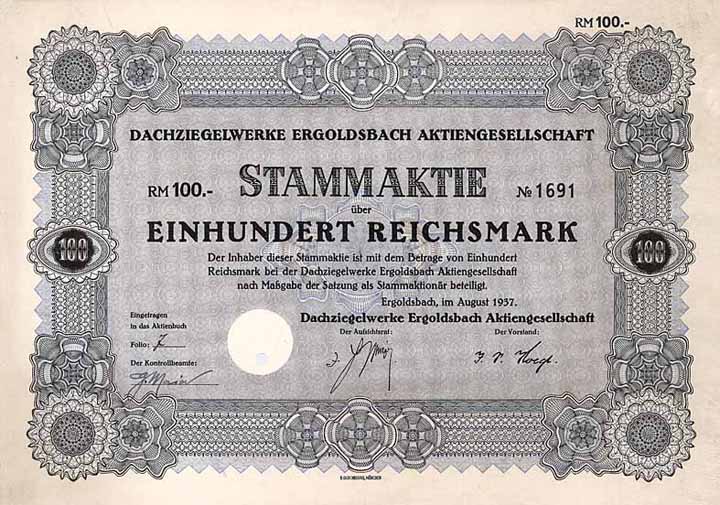 RM 100.-
DACHZIEGELWERKE ERGOLDSBACH AKTIENGESELLSCHAFT
RM 100.- STAMMAKTIE № 1691
über
EINHUNDERT REICHSMARK
Der Inhaber dieser Stammaktie ist mit dem Betrage von Einhundert
Reichsmark bei der Dachziegelwerke Ergoldsbach Aktiengesellschaft
nach Maßgabe der Satzung als Stammaktionär beteiligt.
Ergoldsbach, im August 1937.
Dachziegelwerke Ergoldsbach Aktiengesellschaft
Der Aufsichtsrat: Der Vorstand:
Eingetragen
in das Aktienbuch
Folio: 7
Der Kontrollbeamte:
100
100